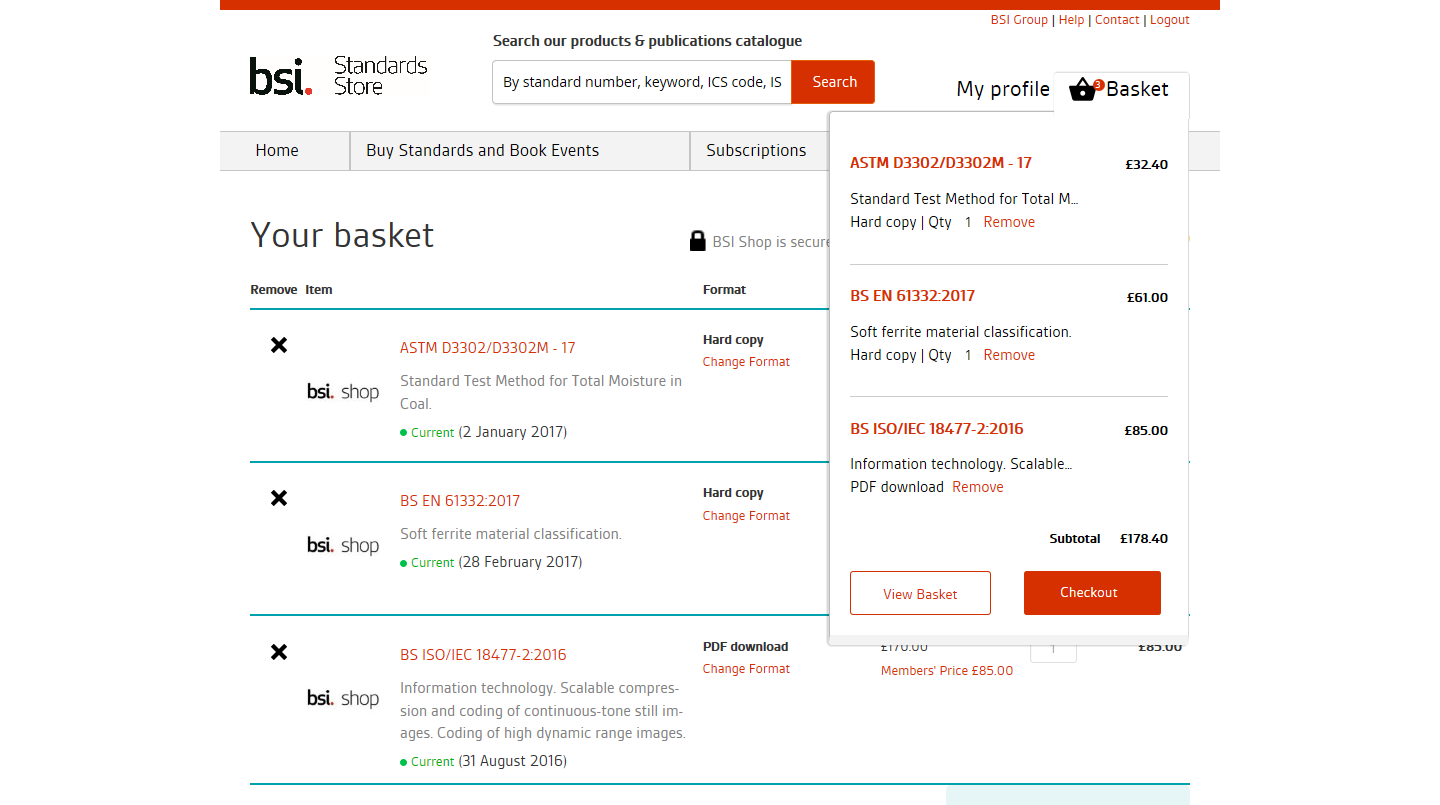 BSI Group | Help | Contact | Logout
Search our products & publications catalogue
bsi. Standards
Store
By standard number, keyword, ICS code, IS
Search
My profile
3
Basket
Home
Buy Standards and Book Events
Subscriptions
Your basket
BSI Shop is secure
Remove Item
Format
ASTM D3302/D3302M - 17
Hard copy
Change Format
bsi. shop
Standard Test Method for Total Moisture in
Coal.
Current (2 January 2017)
BS EN 61332:2017
Hard copy
Change Format
bsi. shop
Soft ferrite material classification.
Current (28 February 2017)
BS ISO/IEC 18477-2:2016
PDF download
Change Format
bsi. shop
Information technology. Scalable compres-
sion and coding of continuous-tone still im-
ages. Coding of high dynamic range images.
Current (31 August 2016)
£170.00
Members' Price £85.00
1
£85.00
ASTM D3302/D3302M - 17
£32.40
Standard Test Method for Total M...
Hard copy | Qty 1 Remove
BS EN 61332:2017
£61.00
Soft ferrite material classification.
Hard copy | Qty 1 Remove
BS ISO/IEC 18477-2:2016
£85.00
Information technology. Scalable...
PDF download Remove
Subtotal £178.40
View Basket
Checkout